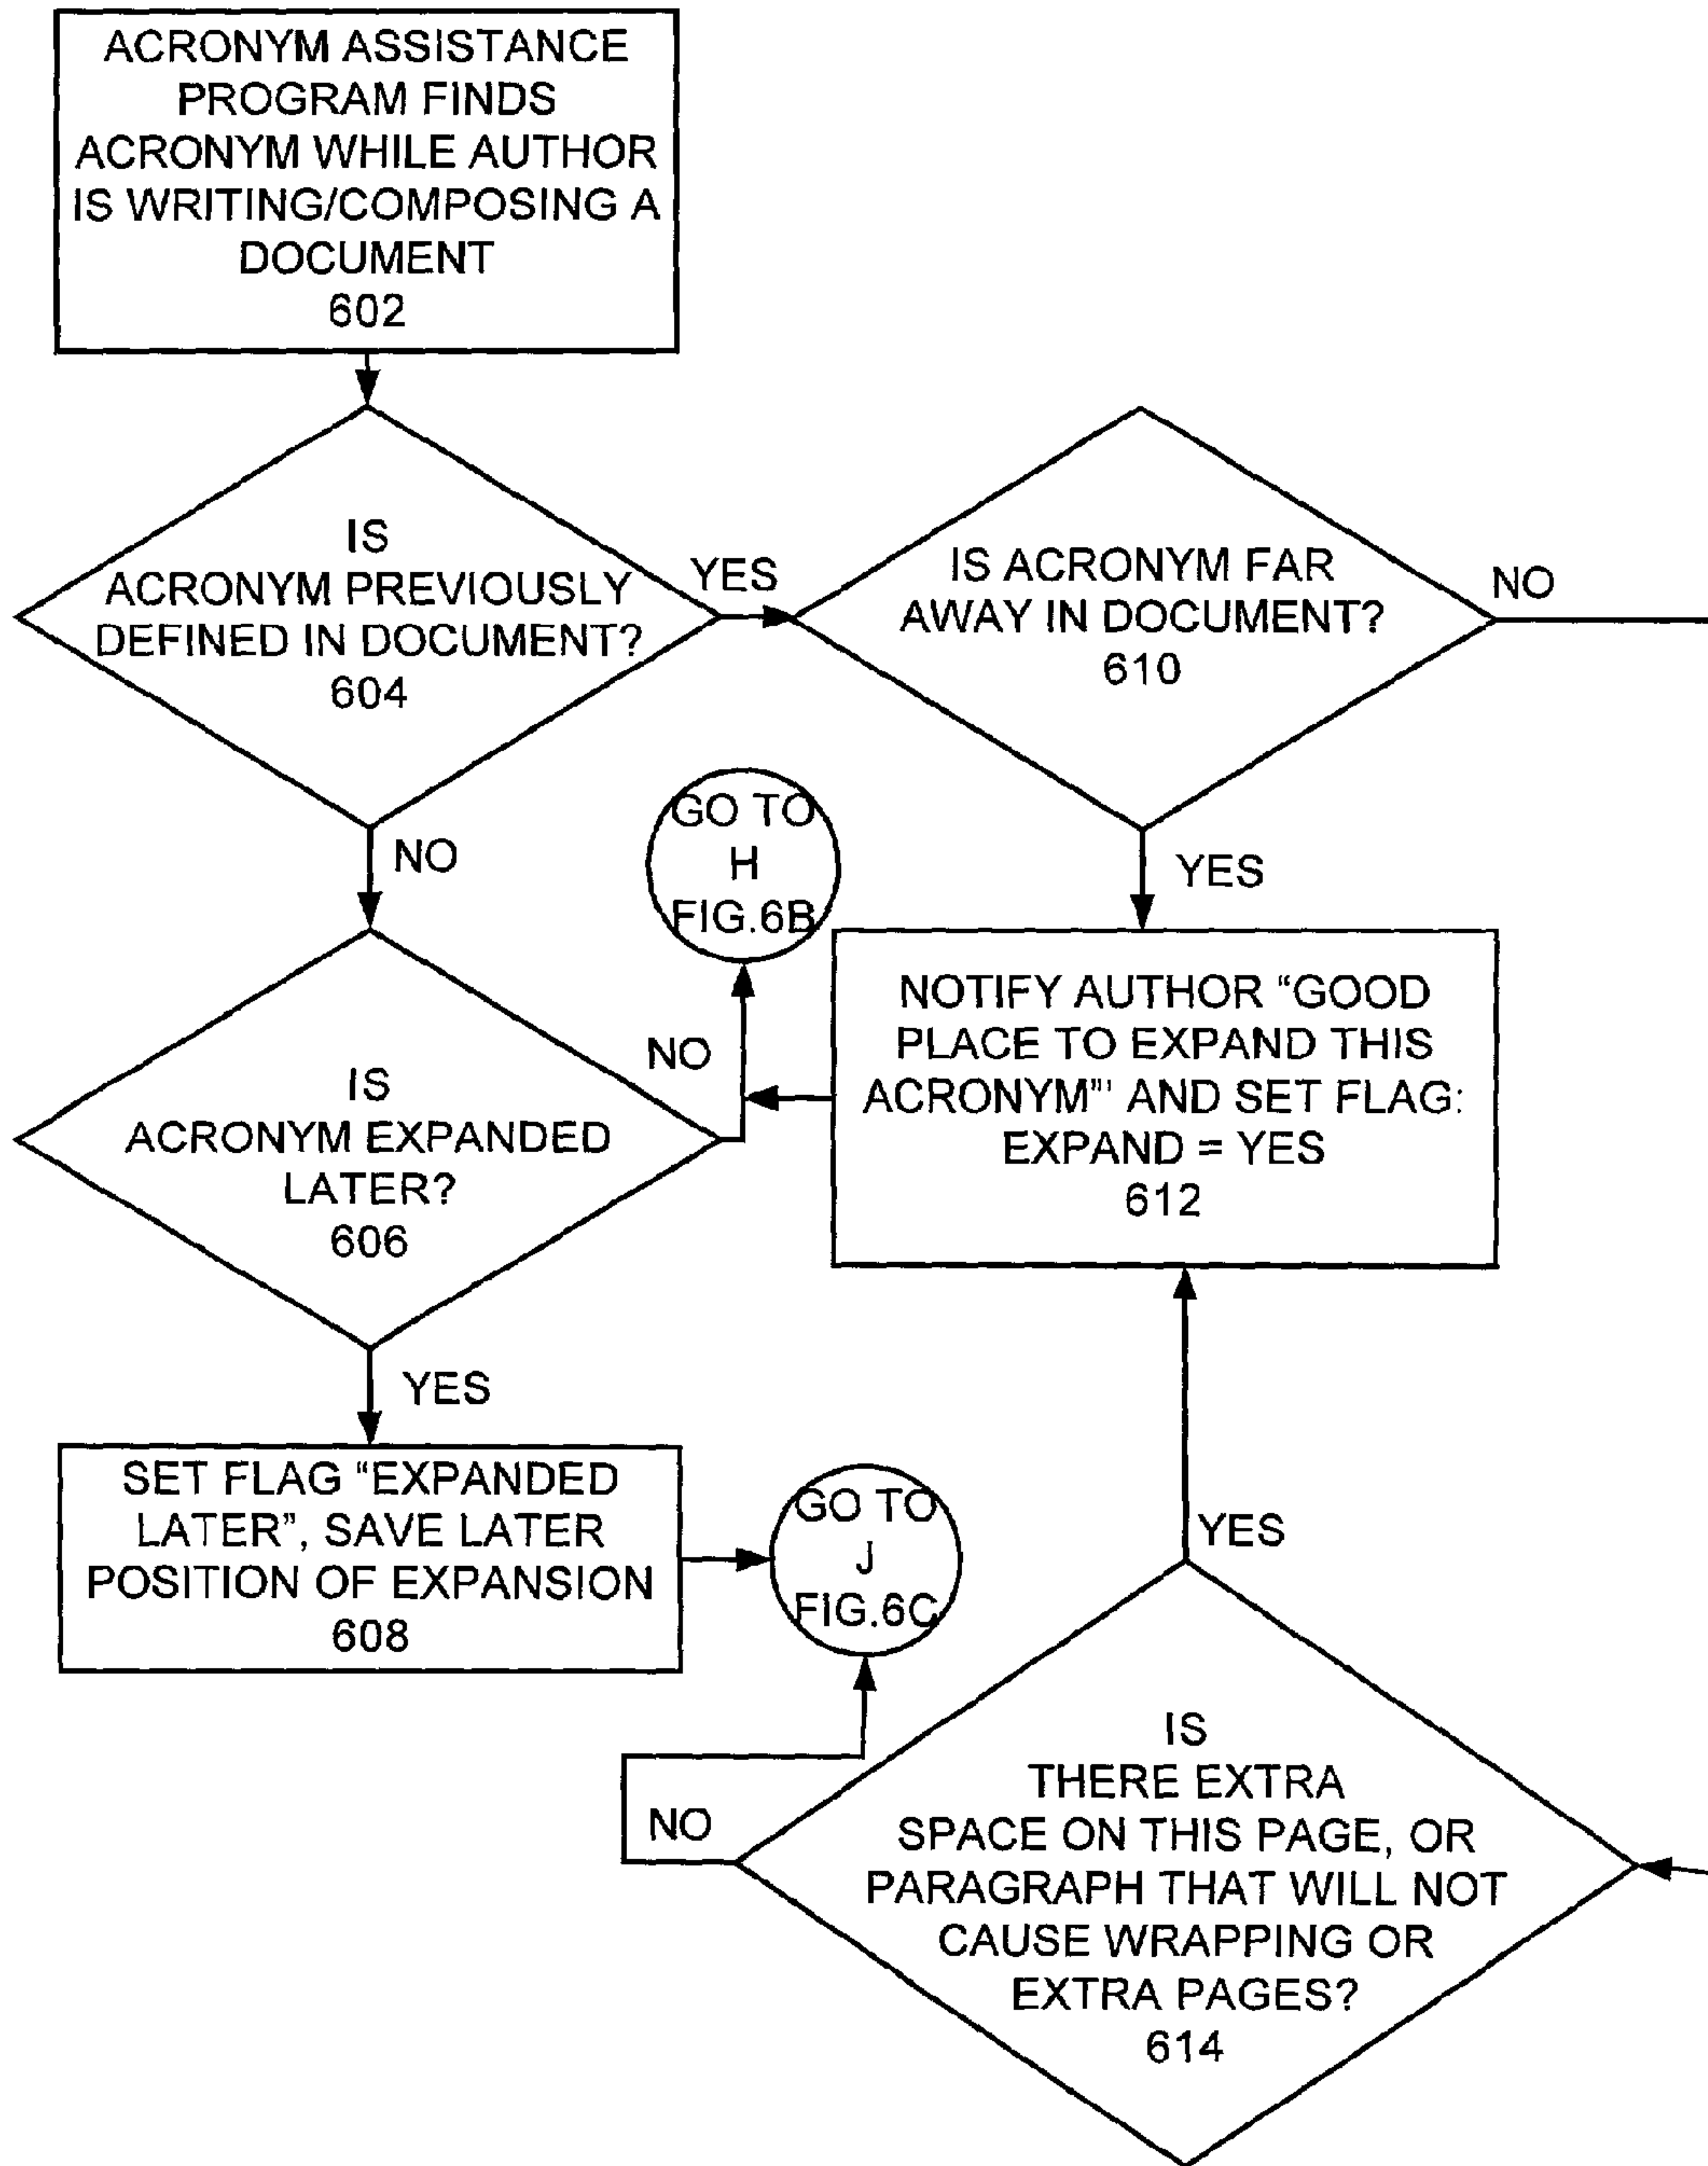 ACRONYM ASSISTANCE
PROGRAM FINDS
ACRONYM WHILE AUTHOR
IS WRITING/COMPOSING A
DOCUMENT
602
IS
ACRONYM PREVIOUSLY
DEFINED IN DOCUMENT?
604
YES
IS ACRONYM FAR
AWAY IN DOCUMENT?
610
NO
NO
GO TO
H
FIG.6B
YES
IS
ACRONYM EXPANDED
LATER?
606
NO
NOTIFY AUTHOR “GOOD
PLACE TO EXPAND THIS
ACRONYM”' AND SET FLAG:
EXPAND = YES
612
YES
SET FLAG “EXPANDED
LATER”, SAVE LATER
POSITION OF EXPANSION
608
GO TO
J
FIG.6C
YES
NO
IS
THERE EXTRA
SPACE ON THIS PAGE, OR
PARAGRAPH THAT WILL NOT
CAUSE WRAPPING OR
EXTRA PAGES?
614